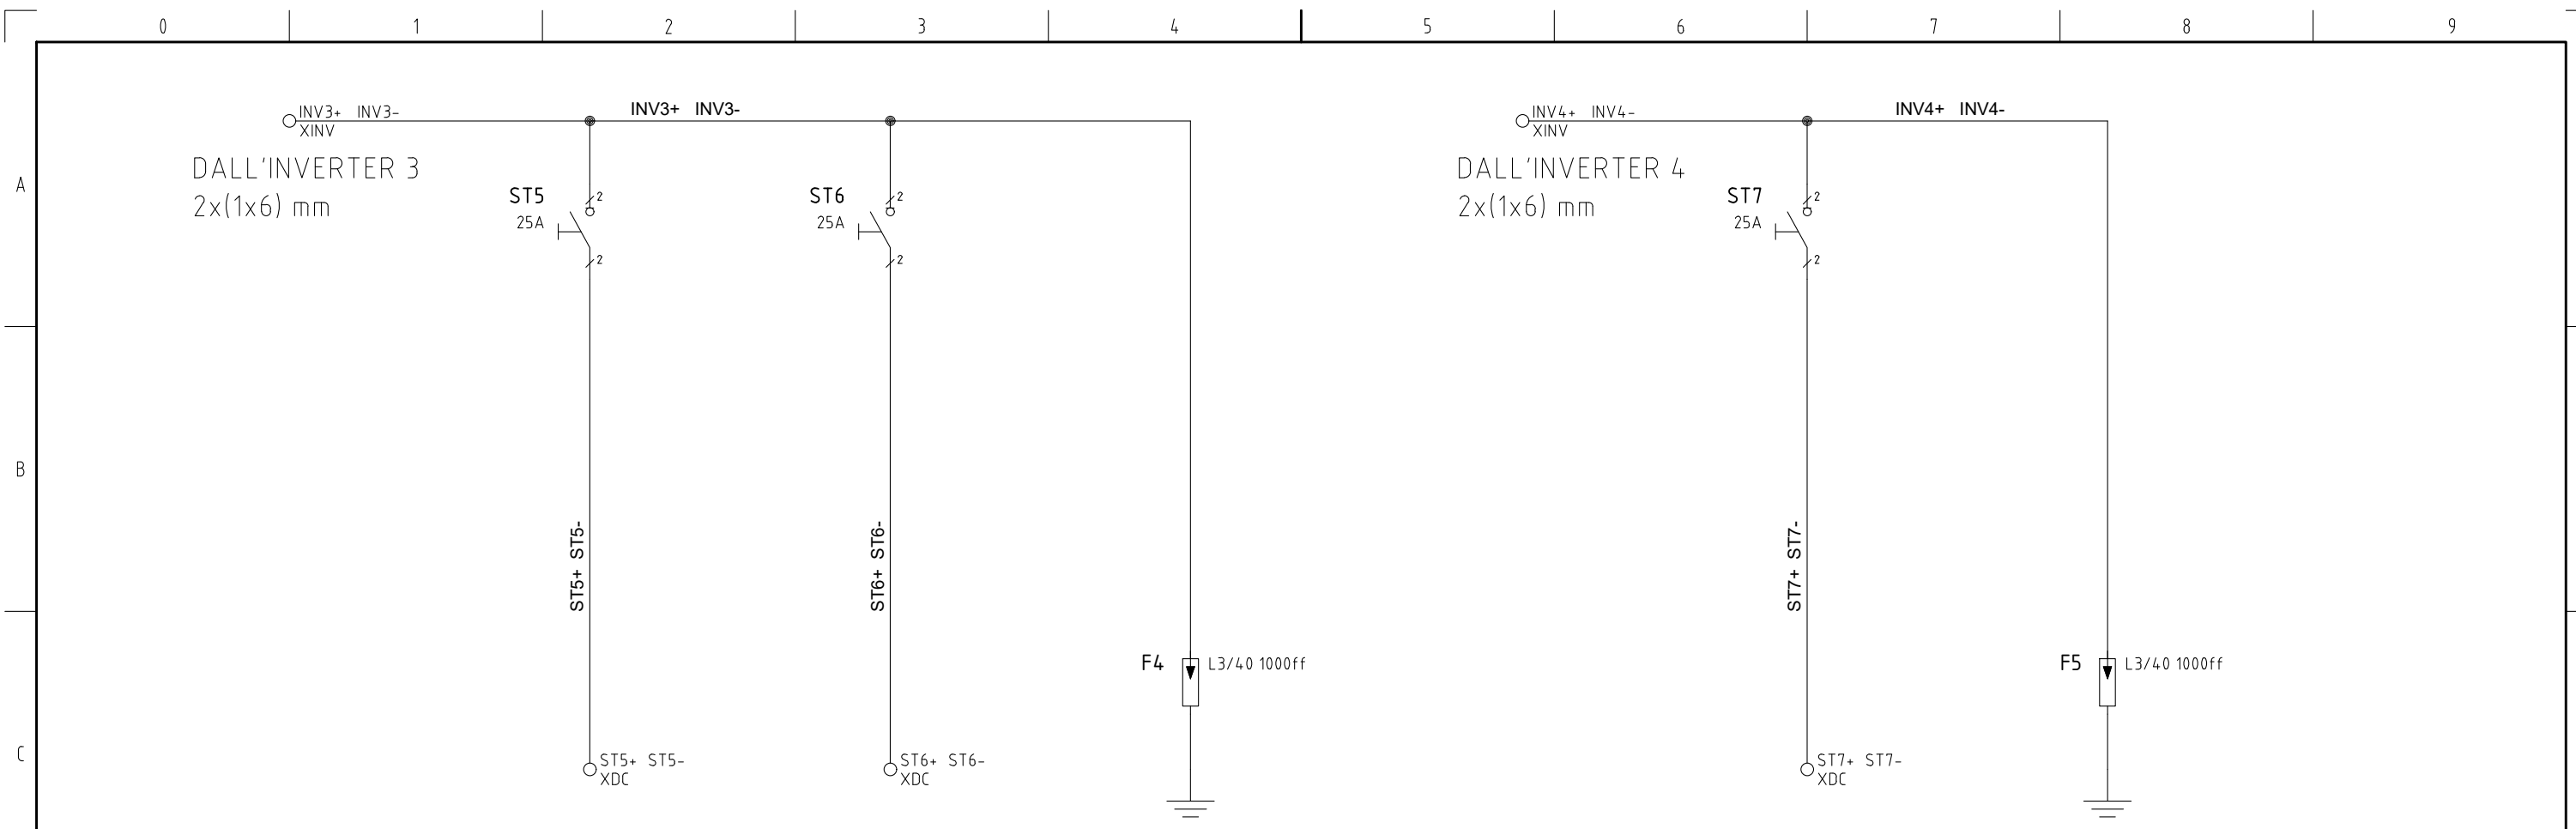 0 1 2 3 4 5 6 7 8 9
INV3+ INV3-
XINV
INV3+ INV3-
DALL'INVERTER 3
2x(1x6) mm
INV4+ INV4-
XINV
INV4+ INV4-
DALL'INVERTER 4
2x(1x6) mm
A
ST5
25A
2
2
ST6
25A
2
2
ST7
25A
2
2
B
ST5+ ST5-
ST6+ ST6-
ST7+ ST7-
F4
L3/40 1000ff
F5
L3/40 1000ff
C
ST5+ ST5-
XDC
ST6+ ST6-
XDC
ST7+ ST7-
XDC